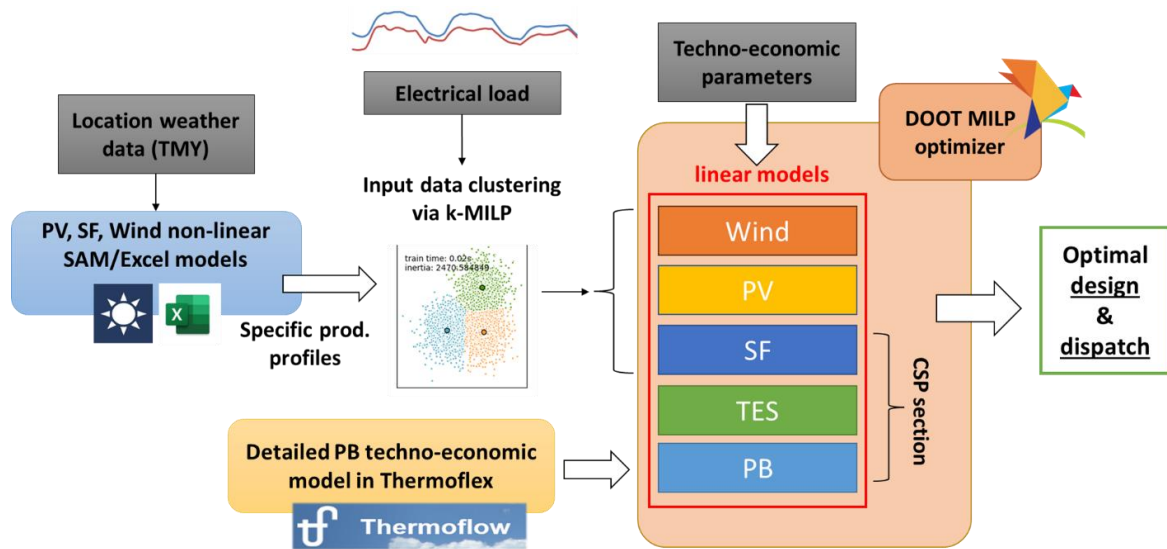 Location weather
data (TMY)
PV, SF, Wind non-linear
SAM/Excel models
X
Specific prod.
profiles
Electrical load
Input data clustering
via k-MILP
train time: 0.02s
inertia: 2470.584849
Detailed PB techno-economic
model in Thermoflex
tf Thermoflow
Techno-economic
parameters
DOOT MILP
optimizer
linear models
Wind
PV
SF
TES
PB
CSP section
Optimal
design
&
dispatch